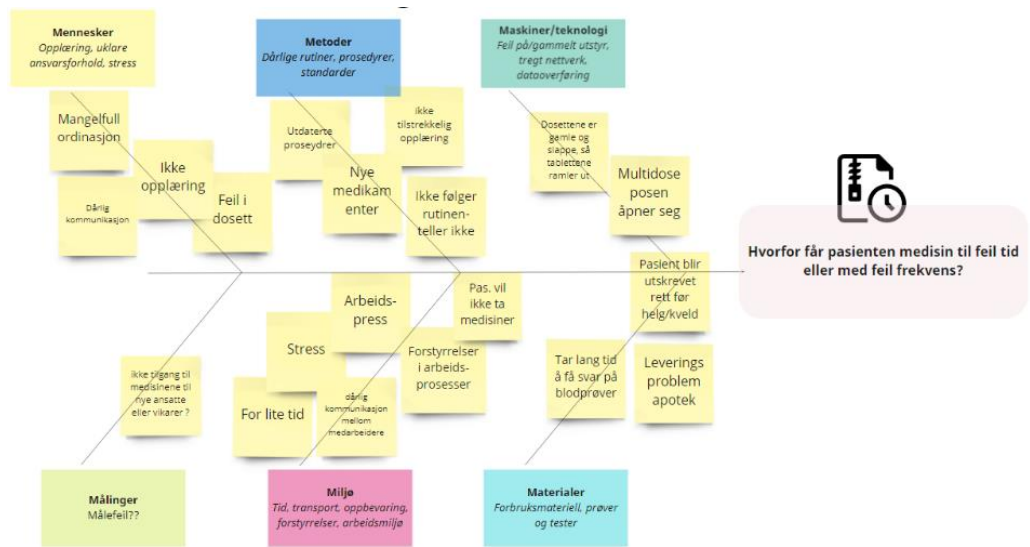 Mennesker
Opplæring, uklare
ansvarsforhold, stress
Metoder
Dårlige rutiner, prosedyrer,
standarder
Maskiner/teknologi
Feil på/gammelt utstyr,
tregt nettverk,
dataoverføring
Mangelfull
ordinasjon
Dårlig
kommunikasjon
Ikke
opplæring
Feil i
dosett
Utdaterte
proseydrer
ikke
tilstrekkelig
opplæring
Nye
medikam
enter
Ikke følger
rutinen-
teller ikke
Dosettene er
gamle og
slappe, så
tablettene
ramler ut
Multidose
posen
åpner seg
Hvorfor får pasienten medisin til feil tid
eller med feil frekvens?
Pasient blir
utskrevet
rett før
helg/kveld
Pas. vil
ikke ta
medisiner
Arbeids-
press
Stress
Forstyrrelser
i arbeids-
prosesser
Tar lang tid
å få svar på
blodprøver
Leverings
problem
apotek
ikke tilgang til
medisinene til
nye ansatte
eller vikarer ?
For lite tid
dårlig
kommunikasjon
mellom
medarbeidere
Målinger
Målefeil??
Miljø
Tid, transport, oppbevaring,
forstyrrelser, arbeidsmiljø
Materialer
Forbruksmateriell, prøver
og tester